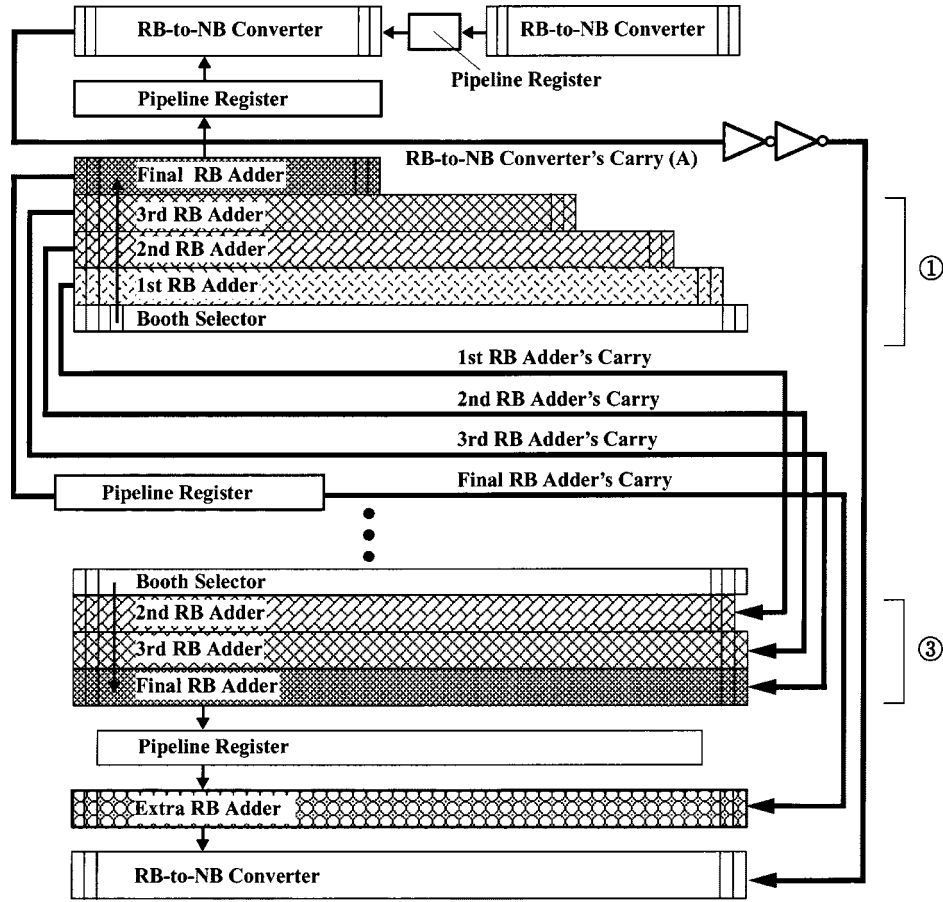 RB-to-NB Converter
RB-to-NB Converter
Pipeline Register
Pipeline Register
RB-to-NB Converter's Carry (A)
Final RB Adder
3rd RB Adder
2nd RB Adder
1st RB Adder
Booth Selector
①
1st RB Adder's Carry
2nd RB Adder's Carry
3rd RB Adder's Carry
Final RB Adder's Carry
Pipeline Register
Booth Selector
2nd RB Adder
3rd RB Adder
Final RB Adder
③
Pipeline Register
Extra RB Adder
RB-to-NB Converter